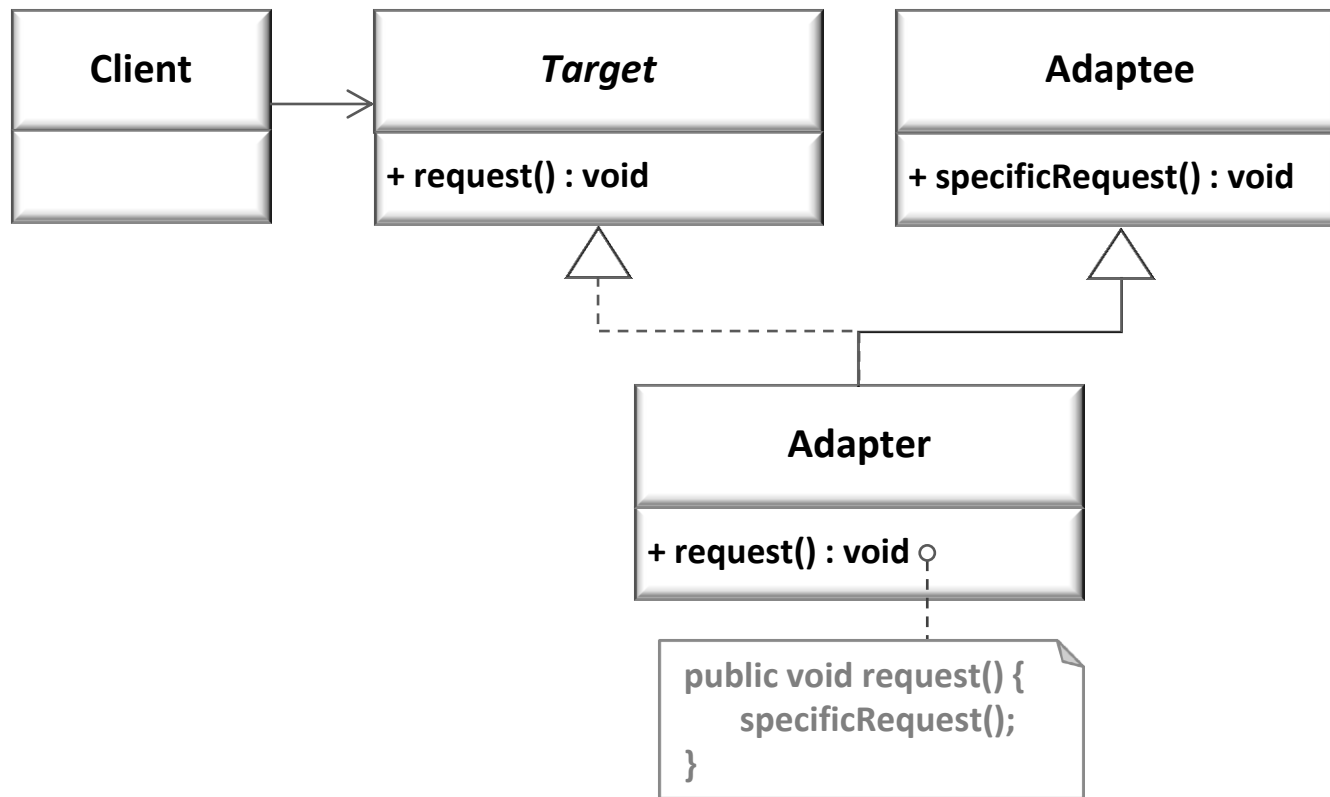 Client
Target
Adaptee
+ request() : void
+ specificRequest() : void
Adapter
+ request() : void
public void request() {
specificRequest();
}